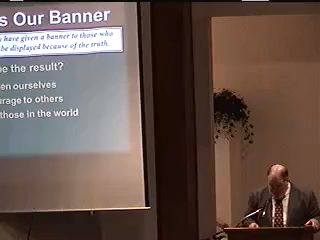 s Our Banner
have given a banner to those who
be displayed because of the truth.
e the result?
en ourselves
urage to others
those in the world